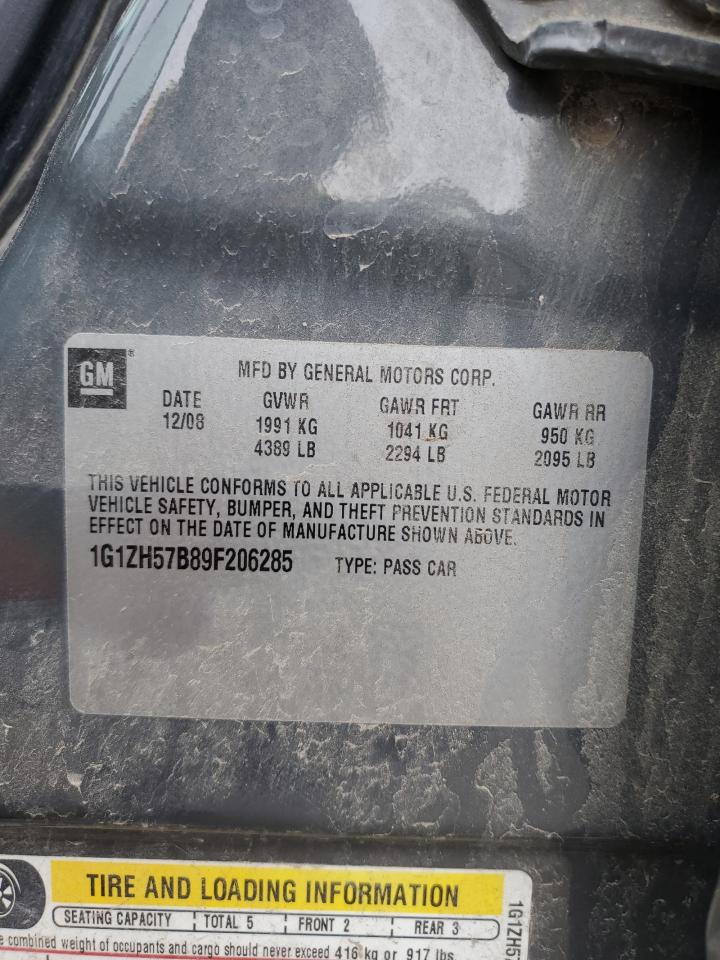 GM ®
MFD BY GENERAL MOTORS CORP.
DATE GVWR GAWR FRT GAWR RR
12/08 1991 KG 1041 KG 950 KG
4389 LB 2294 LB 2095 LB
THIS VEHICLE CONFORMS TO ALL APPLICABLE U.S. FEDERAL MOTOR
VEHICLE SAFETY, BUMPER, AND THEFT PREVENTION STANDARDS IN
EFFECT ON THE DATE OF MANUFACTURE SHOWN ABOVE.
1G1ZH57B89F206285 TYPE: PASS CAR
TIRE AND LOADING INFORMATION
SEATING CAPACITY TOTAL 5 FRONT 2 REAR 3
combined weight of occupants and cargo should never exceed 416 kg or 917 lbs
1G1ZH5